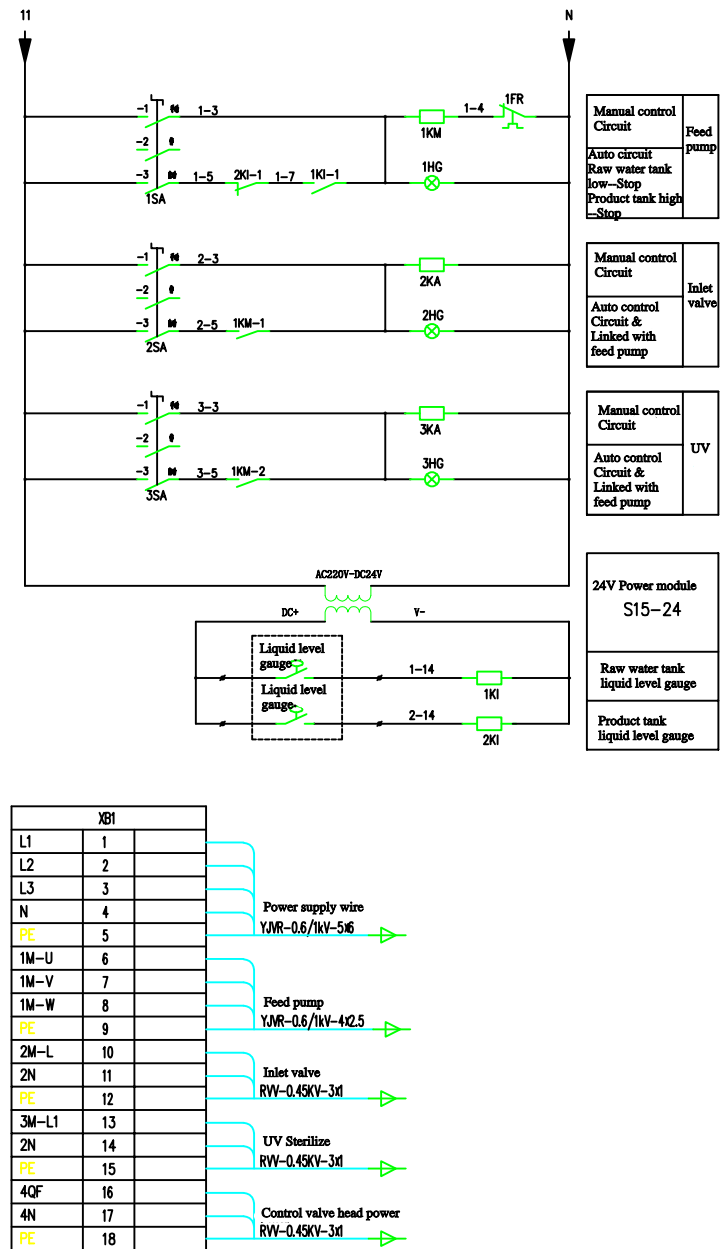 11
N
-1
1-3
1-4
1FR
1KM
-2
-3
1-5
2KI-1
1-7
1KI-1
1HG
1SA
Manual control
Circuit
Feed
pump
Auto circuit
Raw water tank
low--Stop
Product tank high
--Stop
-1
2-3
2KA
-2
2HG
-3
2-5
1KM-1
2SA
Manual control
Circuit
Inlet
valve
Auto control
Circuit &
Linked with
feed pump
-1
3-3
3KA
-2
3HG
-3
3-5
1KM-2
3SA
Manual control
Circuit
UV
Auto control
Circuit &
Linked with
feed pump
AC220V-DC24V
DC+
V-
24V Power module
S15-24
Liquid level
gauge
1-14
1KI
Raw water tank
liquid level gauge
Liquid level
gauge
2-14
2KI
Product tank
liquid level gauge
XB1
L1 1
L2 2
L3 3
N 4
PE 5
Power supply wire
YJVR-0.6/1kV-5X6
1M-U 6
1M-V 7
1M-W 8
PE 9
Feed pump
YJVR-0.6/1kV-4X2.5
2M-L 10
2N 11
PE 12
Inlet valve
RVV-0.45KV-3X1
3M-L1 13
2N 14
PE 15
UV Sterilize
RVV-0.45KV-3X1
4QF 16
4N 17
PE 18
Control valve head power
RVV-0.45KV-3X1